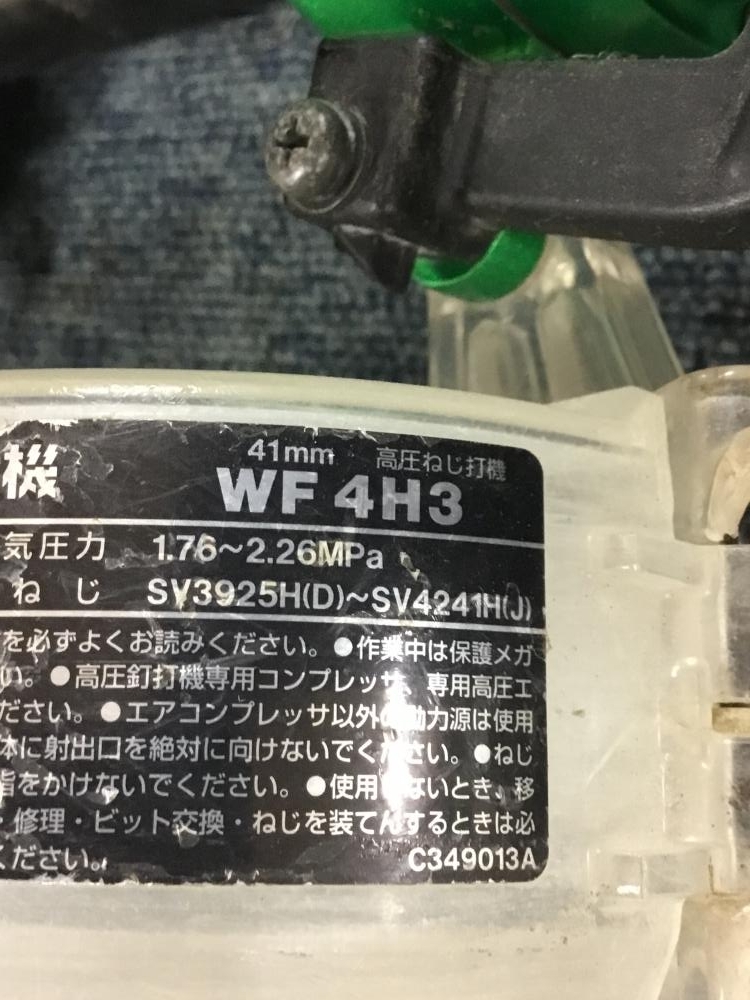 41mm 高圧ねじ打機
機 WF 4H3
気圧力 1.76～2.26MPa
ねじ SV3925H(D)～SV4241H(J)
を必ずよくお読みください。●作業中は保護メガ
い。●高圧釘打機専用コンプレッサ、専用高圧エ
ださい。●エアコンプレッサ以外の動力源は使用
体に射出口を絶対に向けないでください。●ねじ
指をかけないでください。●使用しないとき、移
・修理・ビット交換・ねじを装てんするときは必
ください。
C349013A